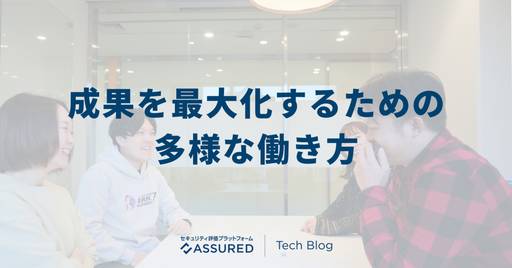 成果を最大化するための
多様な働き方
セキュリティ評価プラットフォーム
ASSURED
Tech Blog